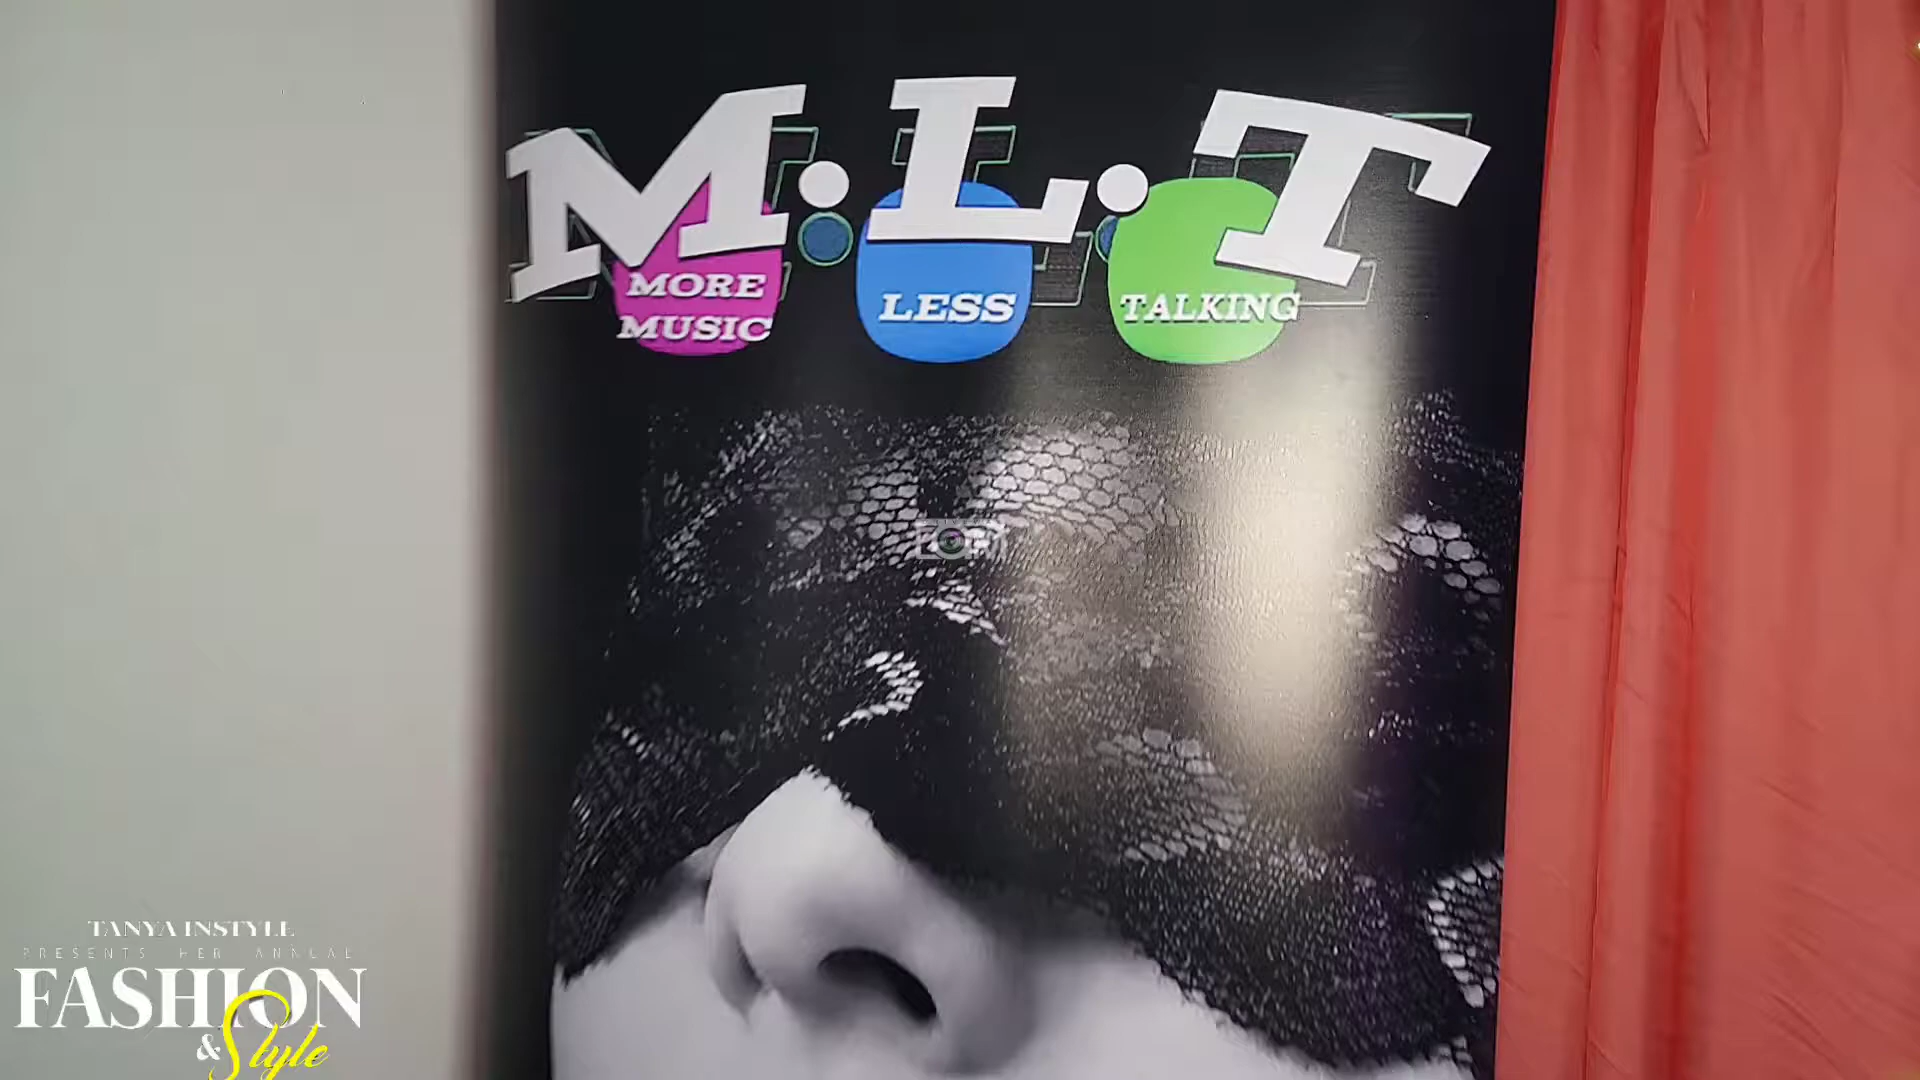 M.L.T
MORE
MUSIC
LESS
TALKING
TANYA INSTYLE
PRESENTS HER ANNUAL
FASHION
& Style